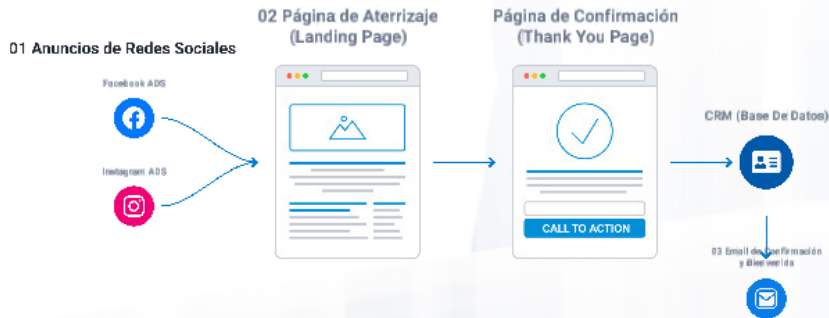 01 Anuncios de Redes Sociales
Facebook ADS
Instagram ADS
02 Página de Aterrizaje
(Landing Page)
Página de Confirmación
(Thank You Page)
CALL TO ACTION
CRM (Base De Datos)
03 Email de Confirmación
y Bienvenida